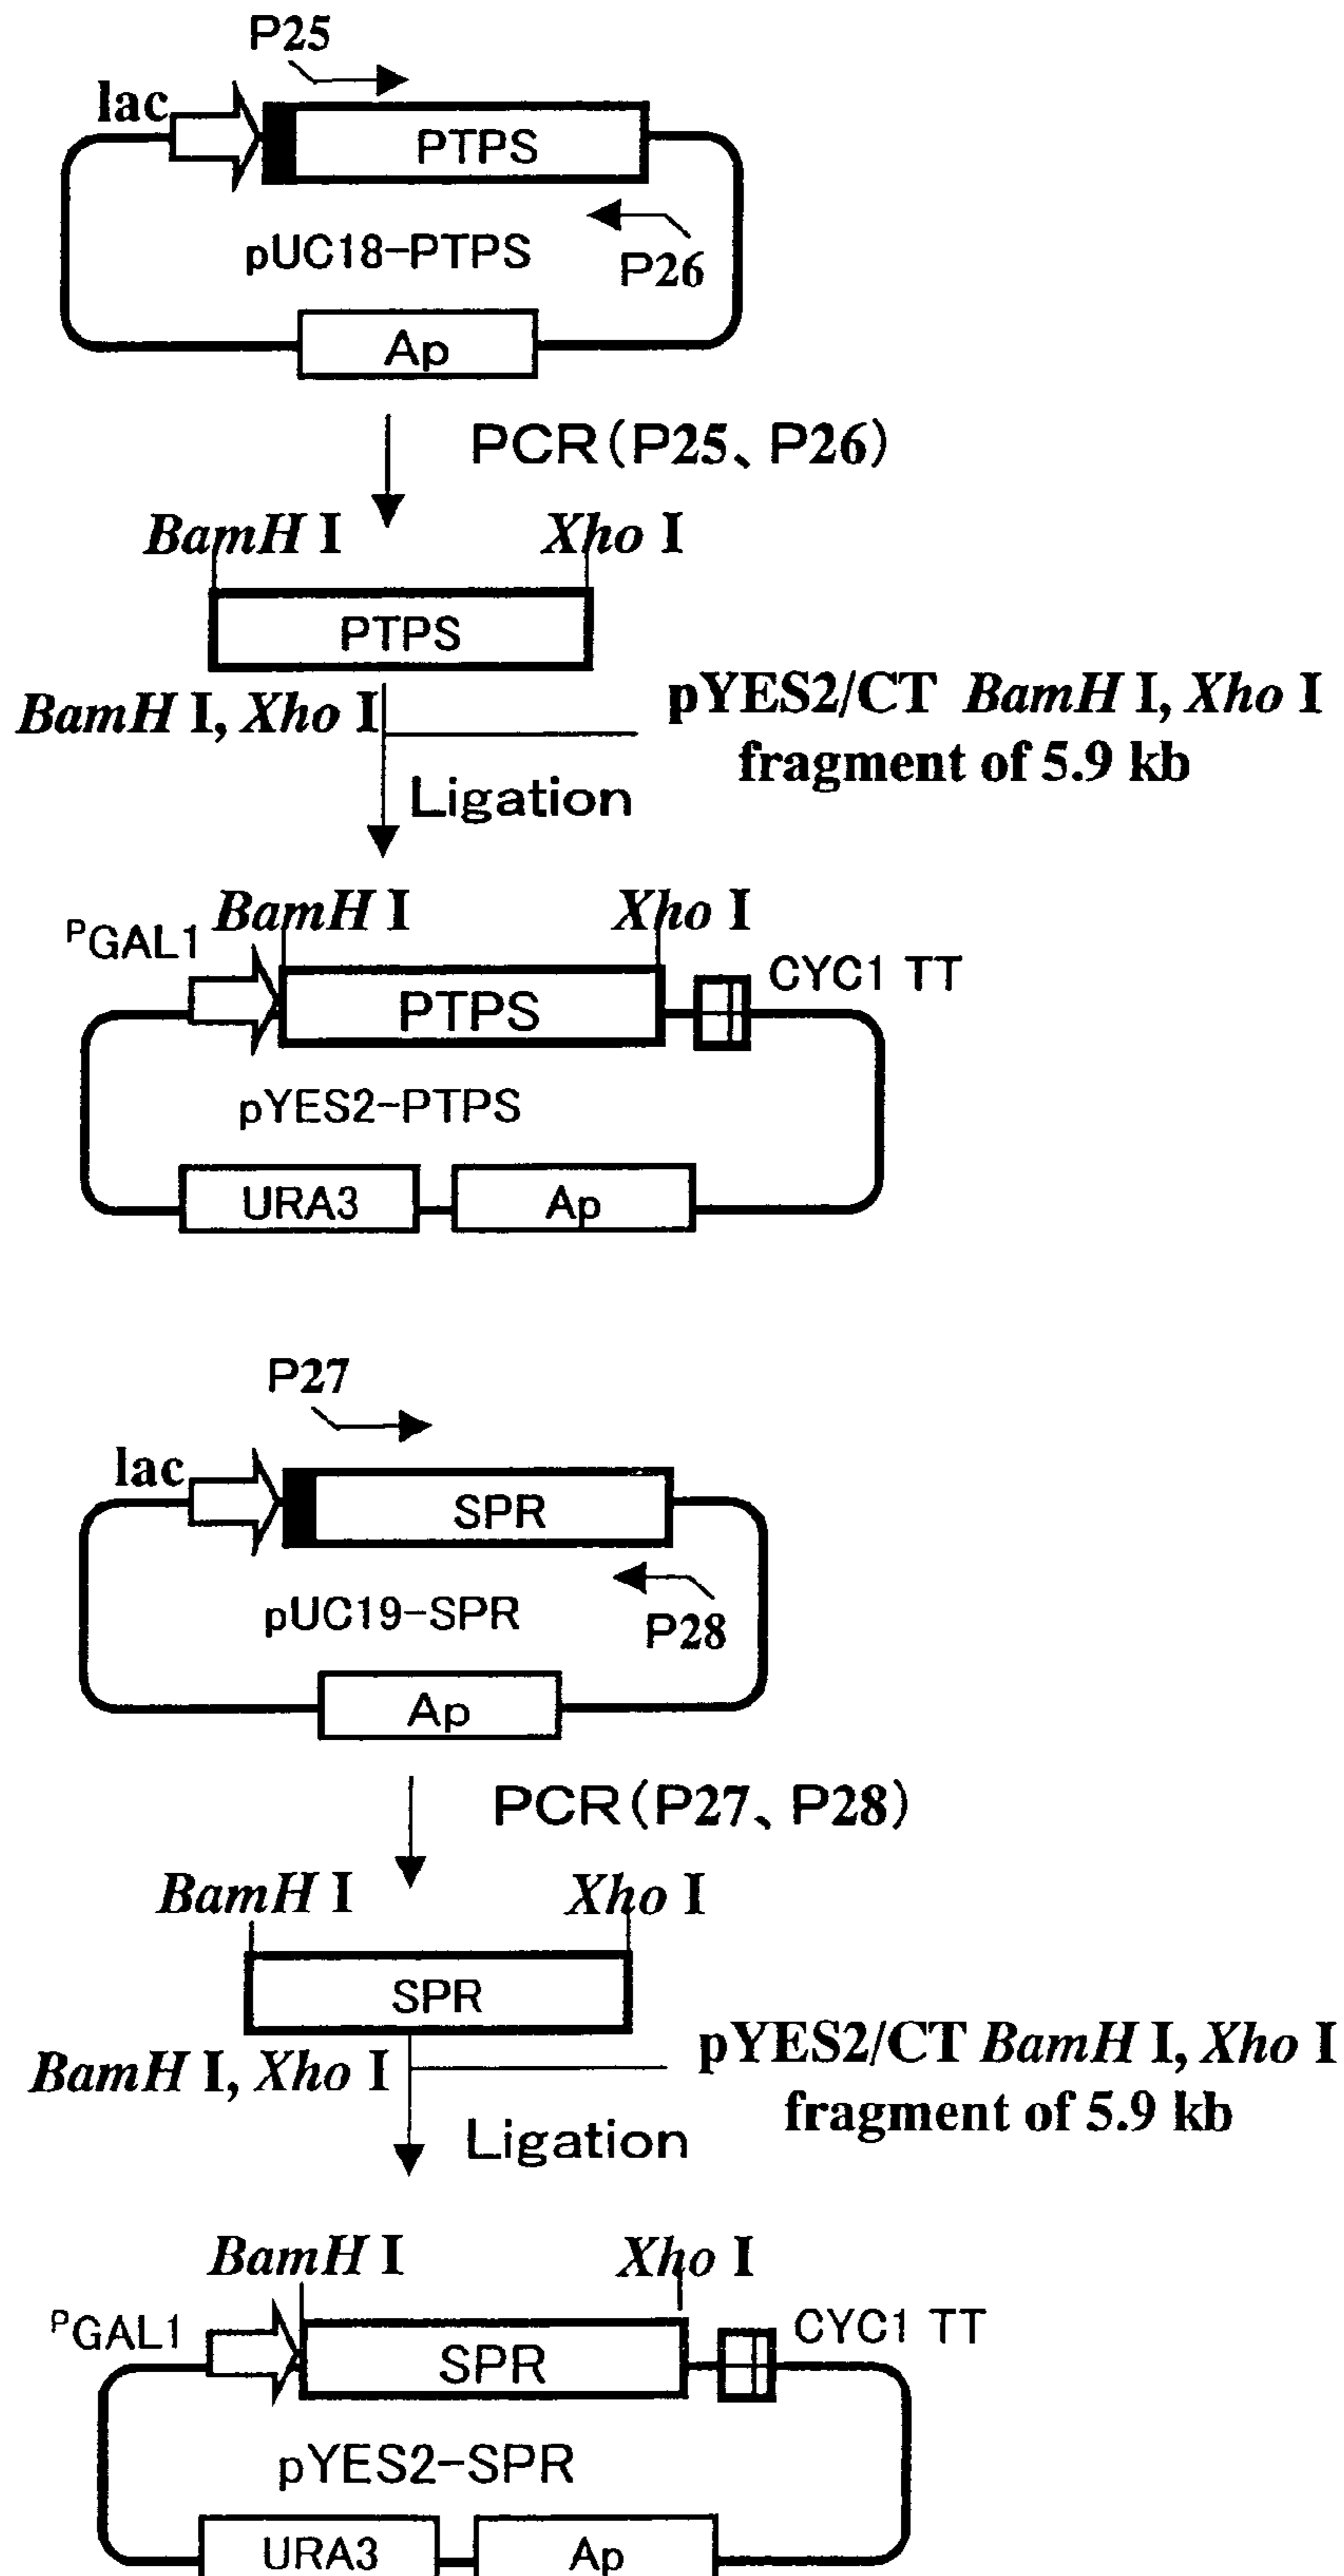 P25
lac
PTPS
pUC18-PTPS
P26
Ap
PCR(P25、P26)
BamH I
Xho I
PTPS
BamH I, Xho I
pYES2/CT BamH I, Xho I
fragment of 5.9 kb
Ligation
BamH I
Xho I
PGAL1
CYC1 TT
PTPS
pYES2-PTPS
URA3
Ap
P27
lac
SPR
pUC19-SPR
P28
Ap
PCR(P27、P28)
BamH I
Xho I
SPR
BamH I, Xho I
pYES2/CT BamH I, Xho I
fragment of 5.9 kb
Ligation
BamH I
Xho I
PGAL1
CYC1 TT
SPR
pYES2-SPR
URA3
Ap